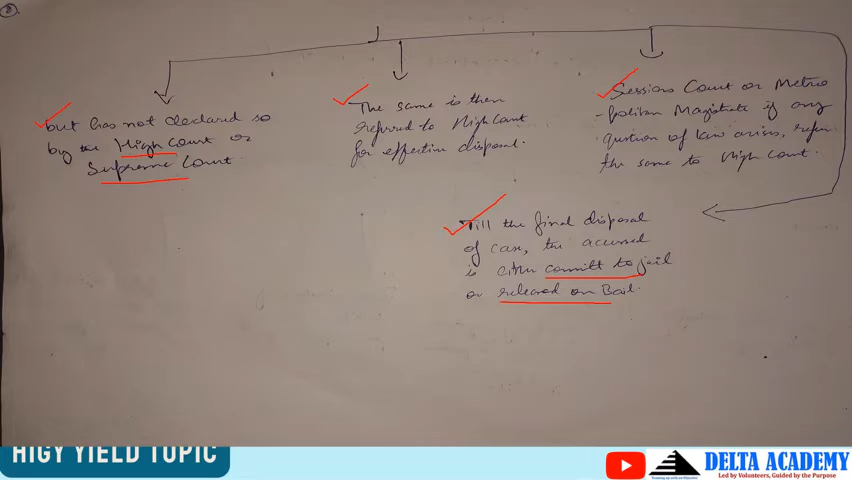 8.
but has not declared so
by the High Court or
Supreme Court
The same is then
referred to High Court
for effective disposal.
Sessions Court or Metro
-politan Magistrate if any
question of law arises, refer
the same to High Court.
Till the final disposal
of case, the accused
is either committ to jail
or released on Bail.
HIGY YIELD TOPIC
DELTA ACADEMY
Led by Volunteers, Guided by the Purpose